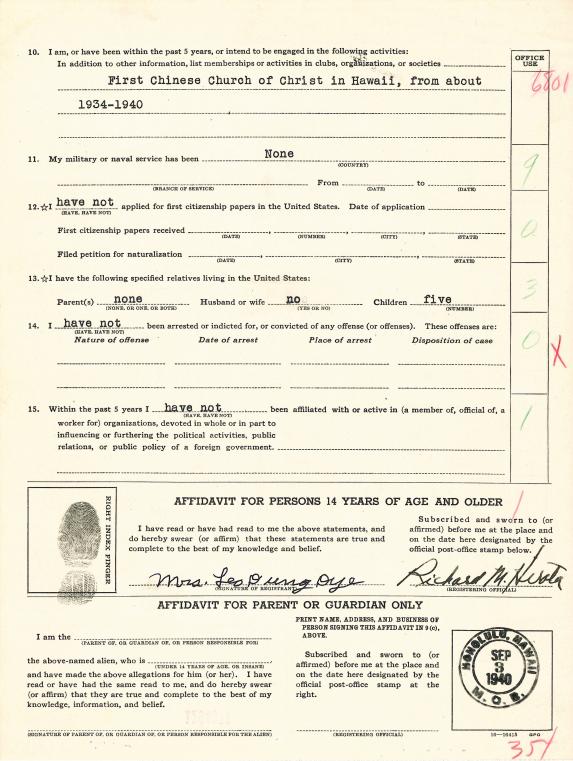 10. I am, or have been within the past 5 years, or intend to be engaged in the following activities:
In addition to other information, list memberships or activities in clubs, organizations, or societies
First Chinese Church of Christ in Hawaii, from about
1934-1940
OFFICE
USE
6801
11. My military or naval service has been None
(COUNTRY)
From to
(BRANCH OF SERVICE) (DATE) (DATE)
9
12. ☆I have not applied for first citizenship papers in the United States. Date of application
(HAVE, HAVE NOT)
First citizenship papers received
(DATE) (NUMBER) (CITY) (STATE)
Filed petition for naturalization
(DATE) (CITY) (STATE)
0
13. ☆I have the following specified relatives living in the United States:
Parent(s) none Husband or wife no Children five
(NONE, OR ONE, OR BOTH) (YES OR NO) (NUMBER)
3
14. I have not been arrested or indicted for, or convicted of any offense (or offenses). These offenses are:
(HAVE, HAVE NOT)
Nature of offense Date of arrest Place of arrest Disposition of case
0
X
15. Within the past 5 years I have not been affiliated with or active in (a member of, official of, a
(HAVE, HAVE NOT)
worker for) organizations, devoted in whole or in part to
influencing or furthering the political activities, public
relations, or public policy of a foreign government.
1
RIGHT INDEX FINGER
AFFIDAVIT FOR PERSONS 14 YEARS OF AGE AND OLDER
I have read or have had read to me the above statements, and
do hereby swear (or affirm) that these statements are true and
complete to the best of my knowledge and belief.
Subscribed and sworn to (or
affirmed) before me at the place and
on the date here designated by the
official post-office stamp below.
Mrs. Leo Dung Dye
(SIGNATURE OF REGISTRANT)
Richard M. Hirota
(REGISTERING OFFICIAL)
AFFIDAVIT FOR PARENT OR GUARDIAN ONLY
I am the
(PARENT OF, OR GUARDIAN OF, OR PERSON RESPONSIBLE FOR)
the above-named alien, who is
(UNDER 14 YEARS OF AGE, OR INSANE)
and have made the above allegations for him (or her). I have
read or have had the same read to me, and do hereby swear
(or affirm) that they are true and complete to the best of my
knowledge, information, and belief.
(SIGNATURE OF PARENT OF, OR GUARDIAN OF, OR PERSON RESPONSIBLE FOR THE ALIEN)
PRINT NAME, ADDRESS, AND BUSINESS OF
PERSON SIGNING THIS AFFIDAVIT IN 9 (c),
ABOVE.
Subscribed and sworn to (or
affirmed) before me at the place and
on the date here designated by the
official post-office stamp at the
right.
(REGISTERING OFFICIAL)
HONOLULU, HAWAII
SEP
3
1940
M.O.B.
16—16418 GPO
354